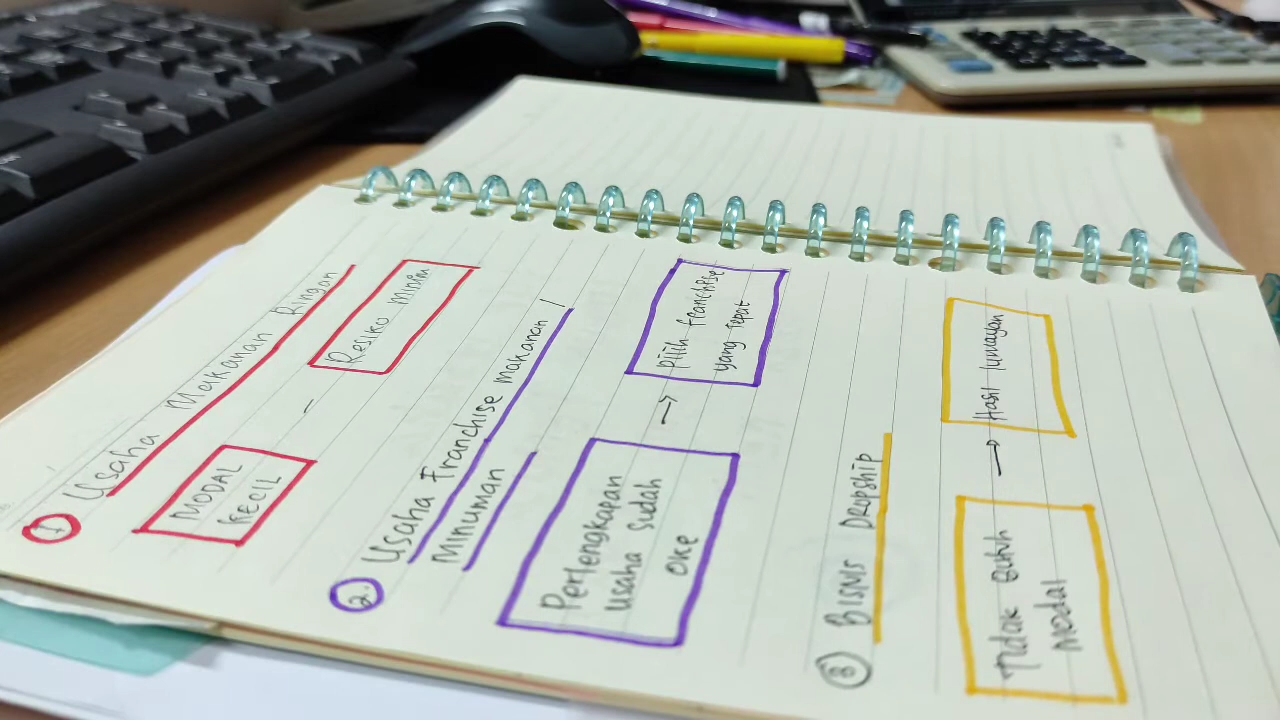 1 Usaha Makanan Ringan
MODAL
KECIL
-
Resiko minim
2. Usaha Franchise makanan /
Minuman
Perlengkapan
usaha sudah
oke
→
pilih franchise
yang tepat
3 BISNIS DROPSHIP
Tidak Butuh
Modal
→
Hasil lumayan